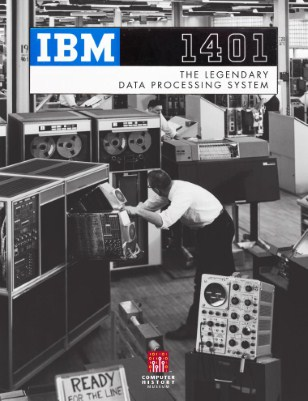 IBM 1401
THE LEGENDARY
DATA PROCESSING SYSTEM
READY
FOR THE LINE
COMPUTER
HISTORY
MUSEUM